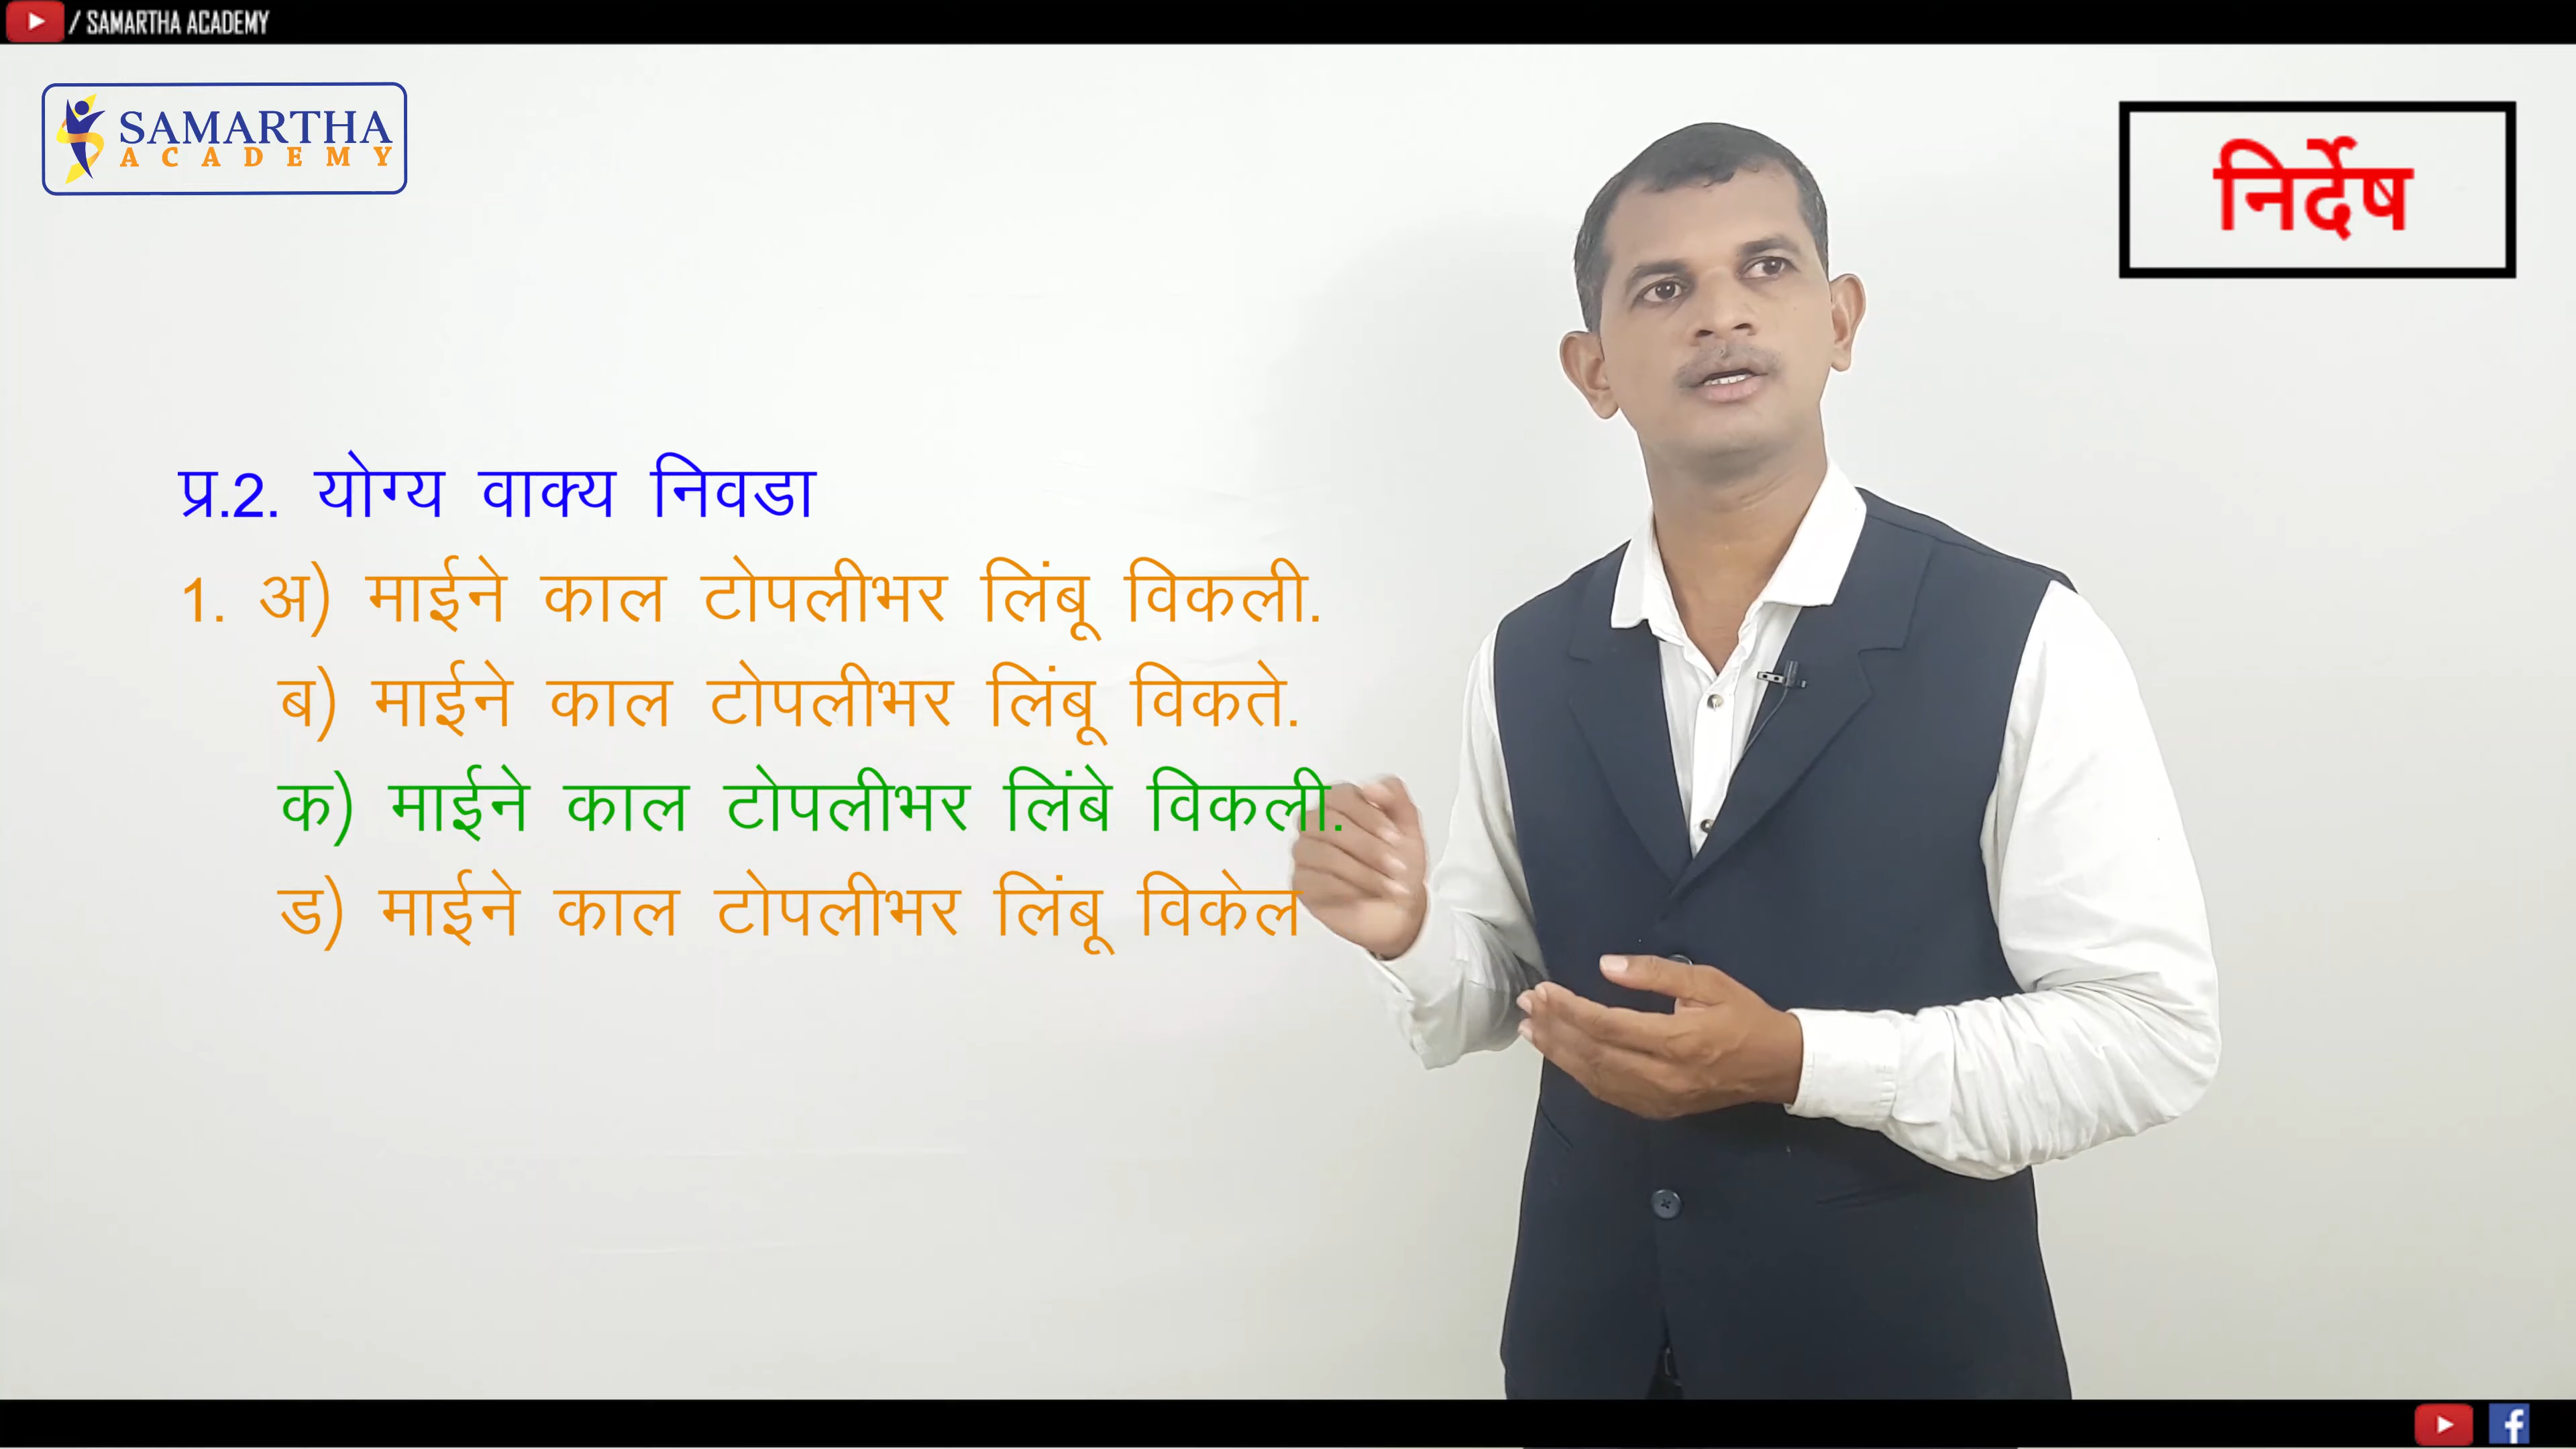 / SAMARTHA ACADEMY
SAMARTHA
ACADEMY
निर्देष
प्र.2. योग्य वाक्य निवडा
1. अ) माईने काल टोपलीभर लिंबू विकली.
ब) माईने काल टोपलीभर लिंबू विकते.
क) माईने काल टोपलीभर लिंबे विकली.
ड) माईने काल टोपलीभर लिंबू विकेल